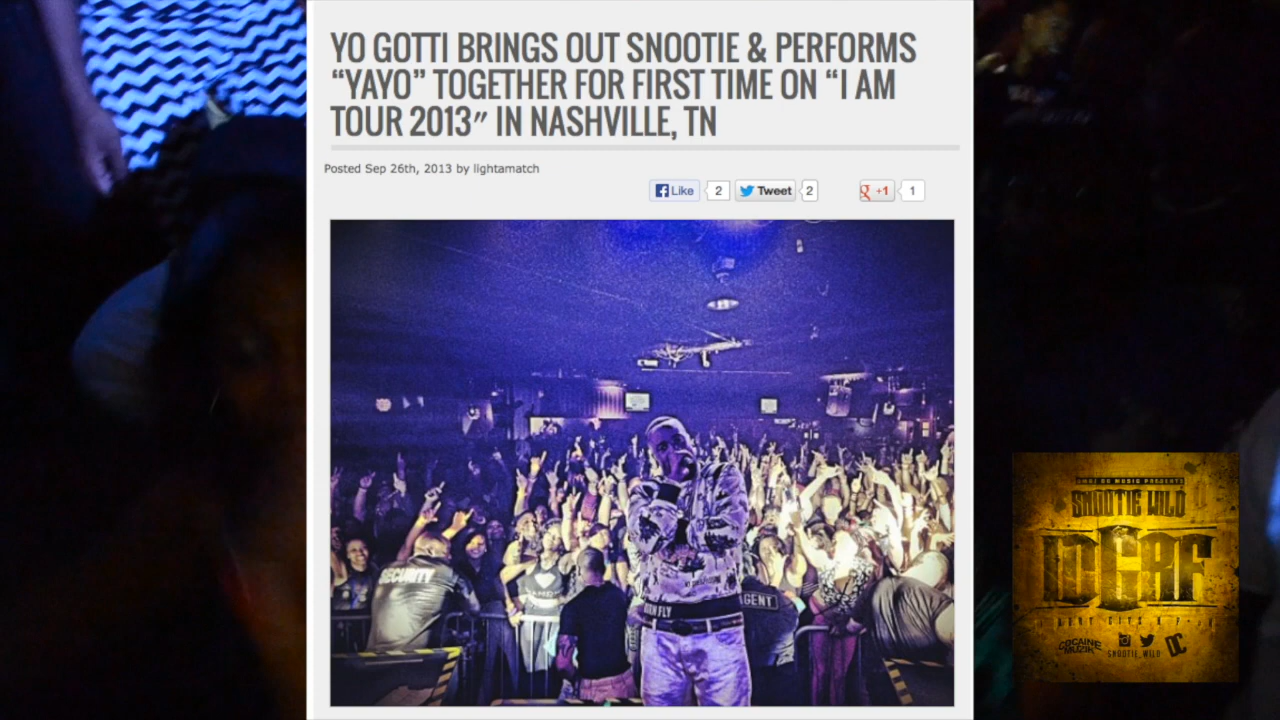 YO GOTTI BRINGS OUT SNOOTIE & PERFORMS
“YAYO” TOGETHER FOR FIRST TIME ON “I AM
TOUR 2013″ IN NASHVILLE, TN
Posted Sep 26th, 2013 by lightamatch
Like 2 Tweet 2 +1 1
SECURITY
AGENT
SNOOTIE WILD
IDGAF
COCAINE
MUZIK
SNOOTIE_WILD